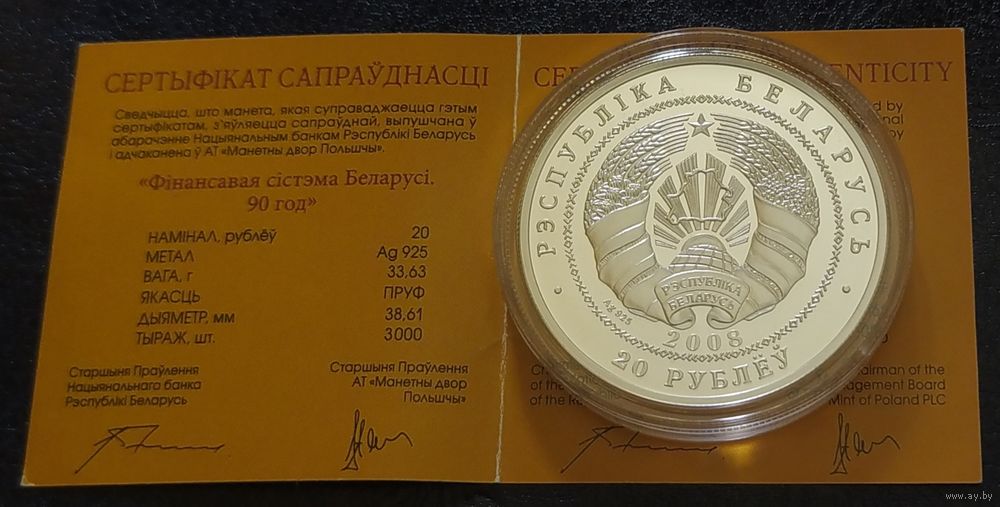 СЕРТЫФІКАТ САПРАЎДНАСЦІ
Сведчыцца, што манета, якая суправаджаецца гэтым
сертыфікатам, з'яўляецца сапраўднай, выпушчана ў
абарачэнне Нацыянальным банкам Рэспублікі Беларусь
і адчаканена ў АТ «Манетны двор Польшчы».
«Фінансавая сістэма Беларусі.
90 год»
НАМІНАЛ, рублёў 20
МЕТАЛ Ag 925
ВАГА, г 33,63
ЯКАСЦЬ ПРУФ
ДЫЯМЕТР, мм 38,61
ТЫРАЖ, шт. 3000
Старшыня Праўлення
Нацыянальнага банка
Рэспублікі Беларусь
Старшыня Праўлення
АТ «Манетны двор
Польшчы»
РЭСПУБЛІКА БЕЛАРУСЬ
РЭСПУБЛІКА
БЕЛАРУСЬ
Ag 925
2008
20 РУБЛЁЎ
ENTICITY
by
of the
of the
Mint of Poland PLC
www.ay.by